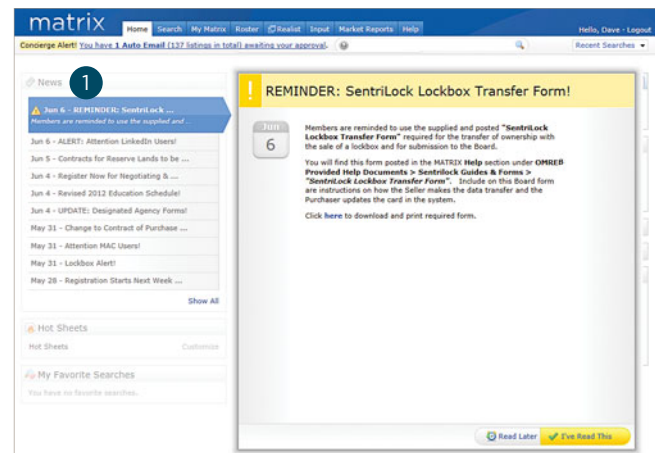 matrix
Home Search My Matrix Roster Realist Input Market Reports Help
Hello, Dave - Logout
Concierge Alert! You have 1 Auto Email (137 listings in total) awaiting your approval.
Recent Searches
News
1
Jun 6 - REMINDER: SentriLock ...
Members are reminded to use the supplied and ...
Jun 6 - ALERT: Attention LinkedIn Users!
Jun 5 - Contracts for Reserve Lands to be ...
Jun 4 - Register Now for Negotiating & ...
Jun 4 - Revised 2012 Education Schedule!
Jun 4 - UPDATE: Designated Agency Forms!
May 31 - Change to Contract of Purchase ...
May 31 - Attention MAC Users!
May 31 - Lockbox Alert!
May 28 - Registration Starts Next Week ...
Show All
Hot Sheets
Hot Sheets Customize
My Favorite Searches
You have no favorite searches.
! REMINDER: SentriLock Lockbox Transfer Form!
Jun
6
Members are reminded to use the supplied and posted "SentriLock
Lockbox Transfer Form" required for the transfer of ownership with
the sale of a lockbox and for submission to the Board.
You will find this form posted in the MATRIX Help section under OMREB
Provided Help Documents > Sentrilock Guides & Forms >
"SentriLock Lockbox Transfer Form". Include on this Board form
are instructions on how the Seller makes the data transfer and the
Purchaser updates the card in the system.
Click here to download and print required form.
Read Later I've Read This